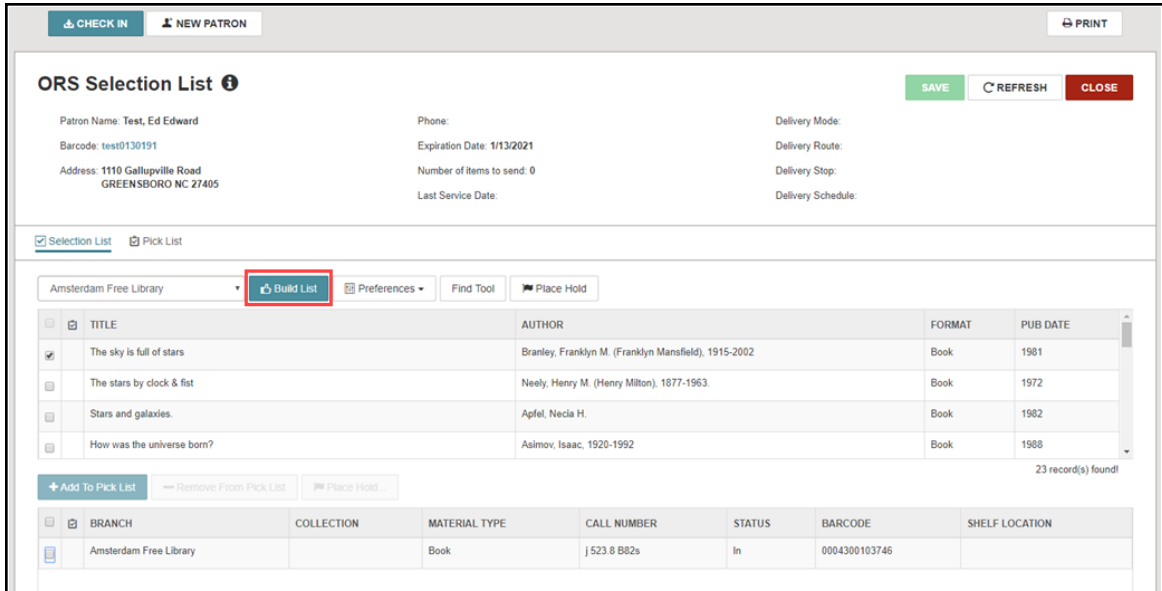 CHECK IN NEW PATRON PRINT
ORS Selection List SAVE REFRESH CLOSE
Patron Name: Test, Ed Edward Phone: Delivery Mode:
Barcode: test0130191 Expiration Date: 1/13/2021 Delivery Route:
Address: 1110 Gallupville Road Number of items to send: 0 Delivery Stop:
GREENSBORO NC 27405
Last Service Date: Delivery Schedule:
Selection List Pick List
Amsterdam Free Library Build List Preferences Find Tool Place Hold
TITLE AUTHOR FORMAT PUB DATE
The sky is full of stars Branley, Franklyn M. (Franklyn Mansfield), 1915-2002 Book 1981
The stars by clock & fist Neely, Henry M. (Henry Milton), 1877-1963. Book 1972
Stars and galaxies. Apfel, Necia H. Book 1982
How was the universe born? Asimov, Isaac, 1920-1992 Book 1988
23 record(s) found!
+ Add To Pick List Remove From Pick List Place Hold...
BRANCH COLLECTION MATERIAL TYPE CALL NUMBER STATUS BARCODE SHELF LOCATION
Amsterdam Free Library Book j 523.8 B82s In 0004300103746